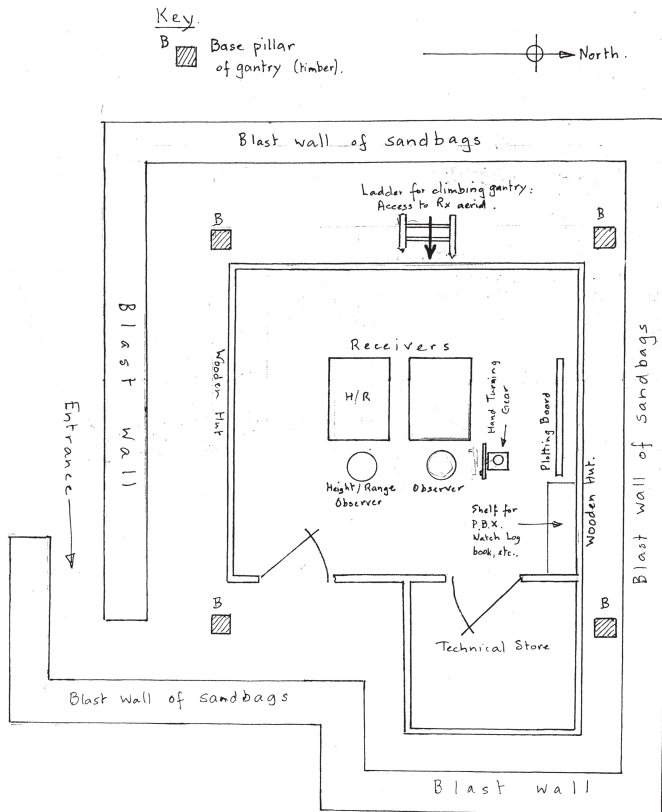 Key.
B
Base pillar
of gantry (timber).
North.
Blast wall of sandbags
Ladder for climbing gantry.
Access to Rx aerial.
B
B
Blast wall
Wooden Hut
Receivers
H/R
Hand Turning
Gear
Plotting Board
Blast wall of sandbags
Entrance
Height/Range
Observer
Observer
Shelf for
P.B.X.
Watch Log
book, etc..
Wooden Hut.
B
B
Technical Store
Blast wall of sandbags
Blast wall